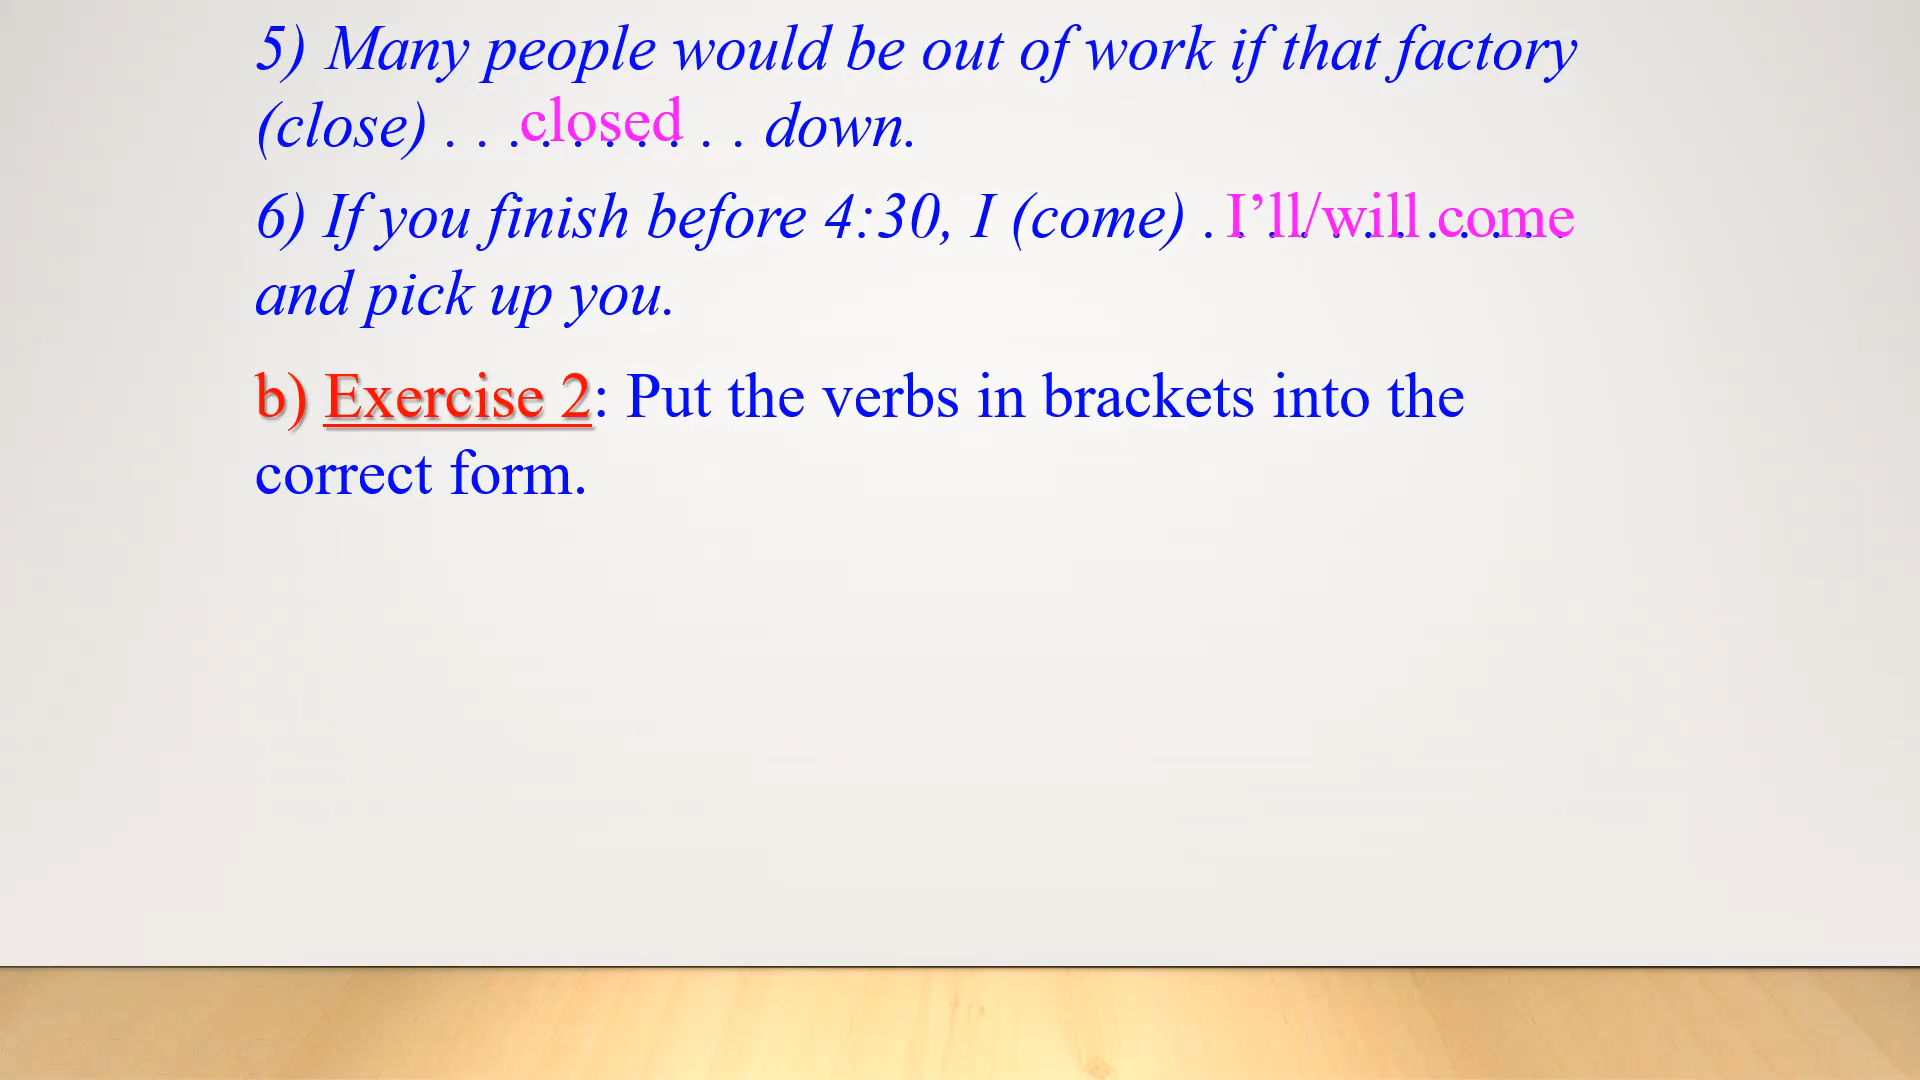 5) Many people would be out of work if that factory
(close) . . . closed . . down.
6) If you finish before 4:30, I (come) . I’ll/will come
and pick up you.
b) Exercise 2: Put the verbs in brackets into the
correct form.